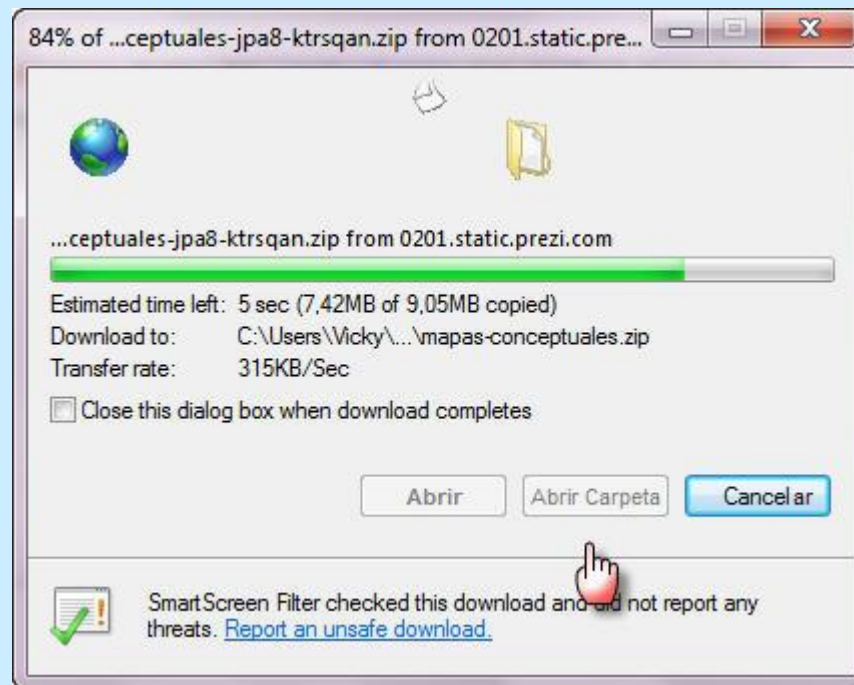 84% of ...ceptuales-jpa8-ktrsqan.zip from 0201.static.pre...
...ceptuales-jpa8-ktrsqan.zip from 0201.static.prezi.com
Estimated time left: 5 sec (7,42MB of 9,05MB copied)
Download to: C:\Users\Vicky\...\mapas-conceptuales.zip
Transfer rate: 315KB/Sec
Close this dialog box when download completes
Abrir Abrir Carpeta Cancelar
SmartScreen Filter checked this download and did not report any
threats. Report an unsafe download.